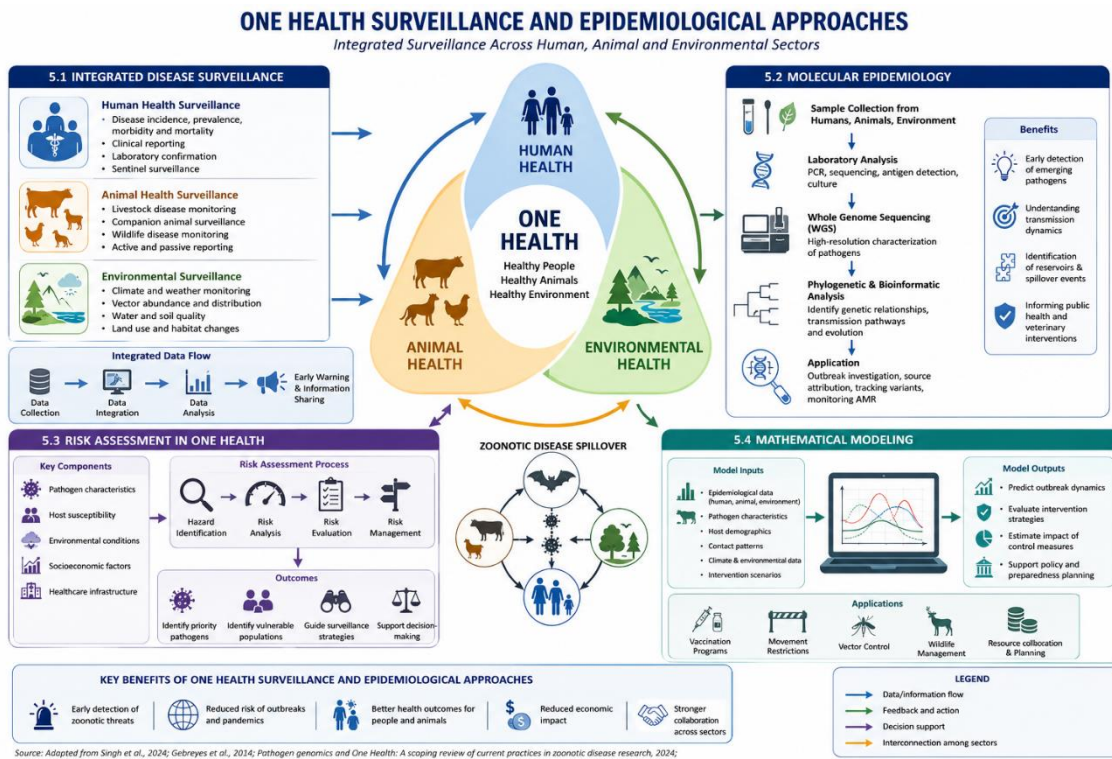 ONE HEALTH SURVEILLANCE AND EPIDEMIOLOGICAL APPROACHES
Integrated Surveillance Across Human, Animal and Environmental Sectors
5.1 INTEGRATED DISEASE SURVEILLANCE
Human Health Surveillance
• Disease incidence, prevalence,
morbidity and mortality
• Clinical reporting
• Laboratory confirmation
• Sentinel surveillance
Animal Health Surveillance
• Livestock disease monitoring
• Companion animal surveillance
• Wildlife disease monitoring
• Active and passive reporting
Environmental Surveillance
• Climate and weather monitoring
• Vector abundance and distribution
• Water and soil quality
• Land use and habitat changes
Integrated Data Flow
Data
Collection
Data
Integration
Data
Analysis
Early Warning
& Information
Sharing
HUMAN
HEALTH
ONE
HEALTH
Healthy People
Healthy Animals
Healthy Environment
ANIMAL
HEALTH
ENVIRONMENTAL
HEALTH
5.2 MOLECULAR EPIDEMIOLOGY
Sample Collection from
Humans, Animals, Environment
Laboratory Analysis
PCR, sequencing, antigen detection,
culture
Whole Genome Sequencing
(WGS)
High-resolution characterization
of pathogens
Phylogenetic & Bioinformatic
Analysis
Identify genetic relationships,
transmission pathways
and evolution
Application
Outbreak investigation, source
attribution, tracking variants,
monitoring AMR
Benefits
Early detection
of emerging
pathogens
Understanding
transmission
dynamics
Identification
of reservoirs &
spillover events
Informing public
health and
veterinary
interventions
5.3 RISK ASSESSMENT IN ONE HEALTH
Key Components
Pathogen characteristics
Host susceptibility
Environmental conditions
Socioeconomic factors
Healthcare infrastructure
Risk Assessment Process
Hazard
Identification
Risk
Analysis
Risk
Evaluation
Risk
Management
Outcomes
Identify priority
pathogens
Identify vulnerable
populations
Guide surveillance
strategies
Support decision-
making
ZOONOTIC DISEASE SPILLOVER
5.4 MATHEMATICAL MODELING
Model Inputs
• Epidemiological data
(human, animal, environment)
• Pathogen characteristics
• Host demographics
• Contact patterns
• Climate & environmental data
• Intervention scenarios
Model Outputs
• Predict outbreak dynamics
• Evaluate intervention
strategies
• Estimate impact of
control measures
• Support policy and
preparedness planning
Applications
Vaccination
Programs
Movement
Restrictions
Vector Control
Wildlife
Management
Resource collboration
& Planning
KEY BENEFITS OF ONE HEALTH SURVEILLANCE AND EPIDEMIOLOGICAL APPROACHES
Early detection of
zoonotic threats
Reduced risk of outbreaks
and pandemics
Better health outcomes for
people and animals
Reduced economic
impact
Stronger
collaboration
across sectors
LEGEND
Data/information flow
Feedback and action
Decision support
Interconnection among sectors
Source: Adapted from Singh et al., 2024; Gebreyes et al., 2014; Pathogen genomics and One Health: A scoping review of current practices in zoonotic disease research, 2024;